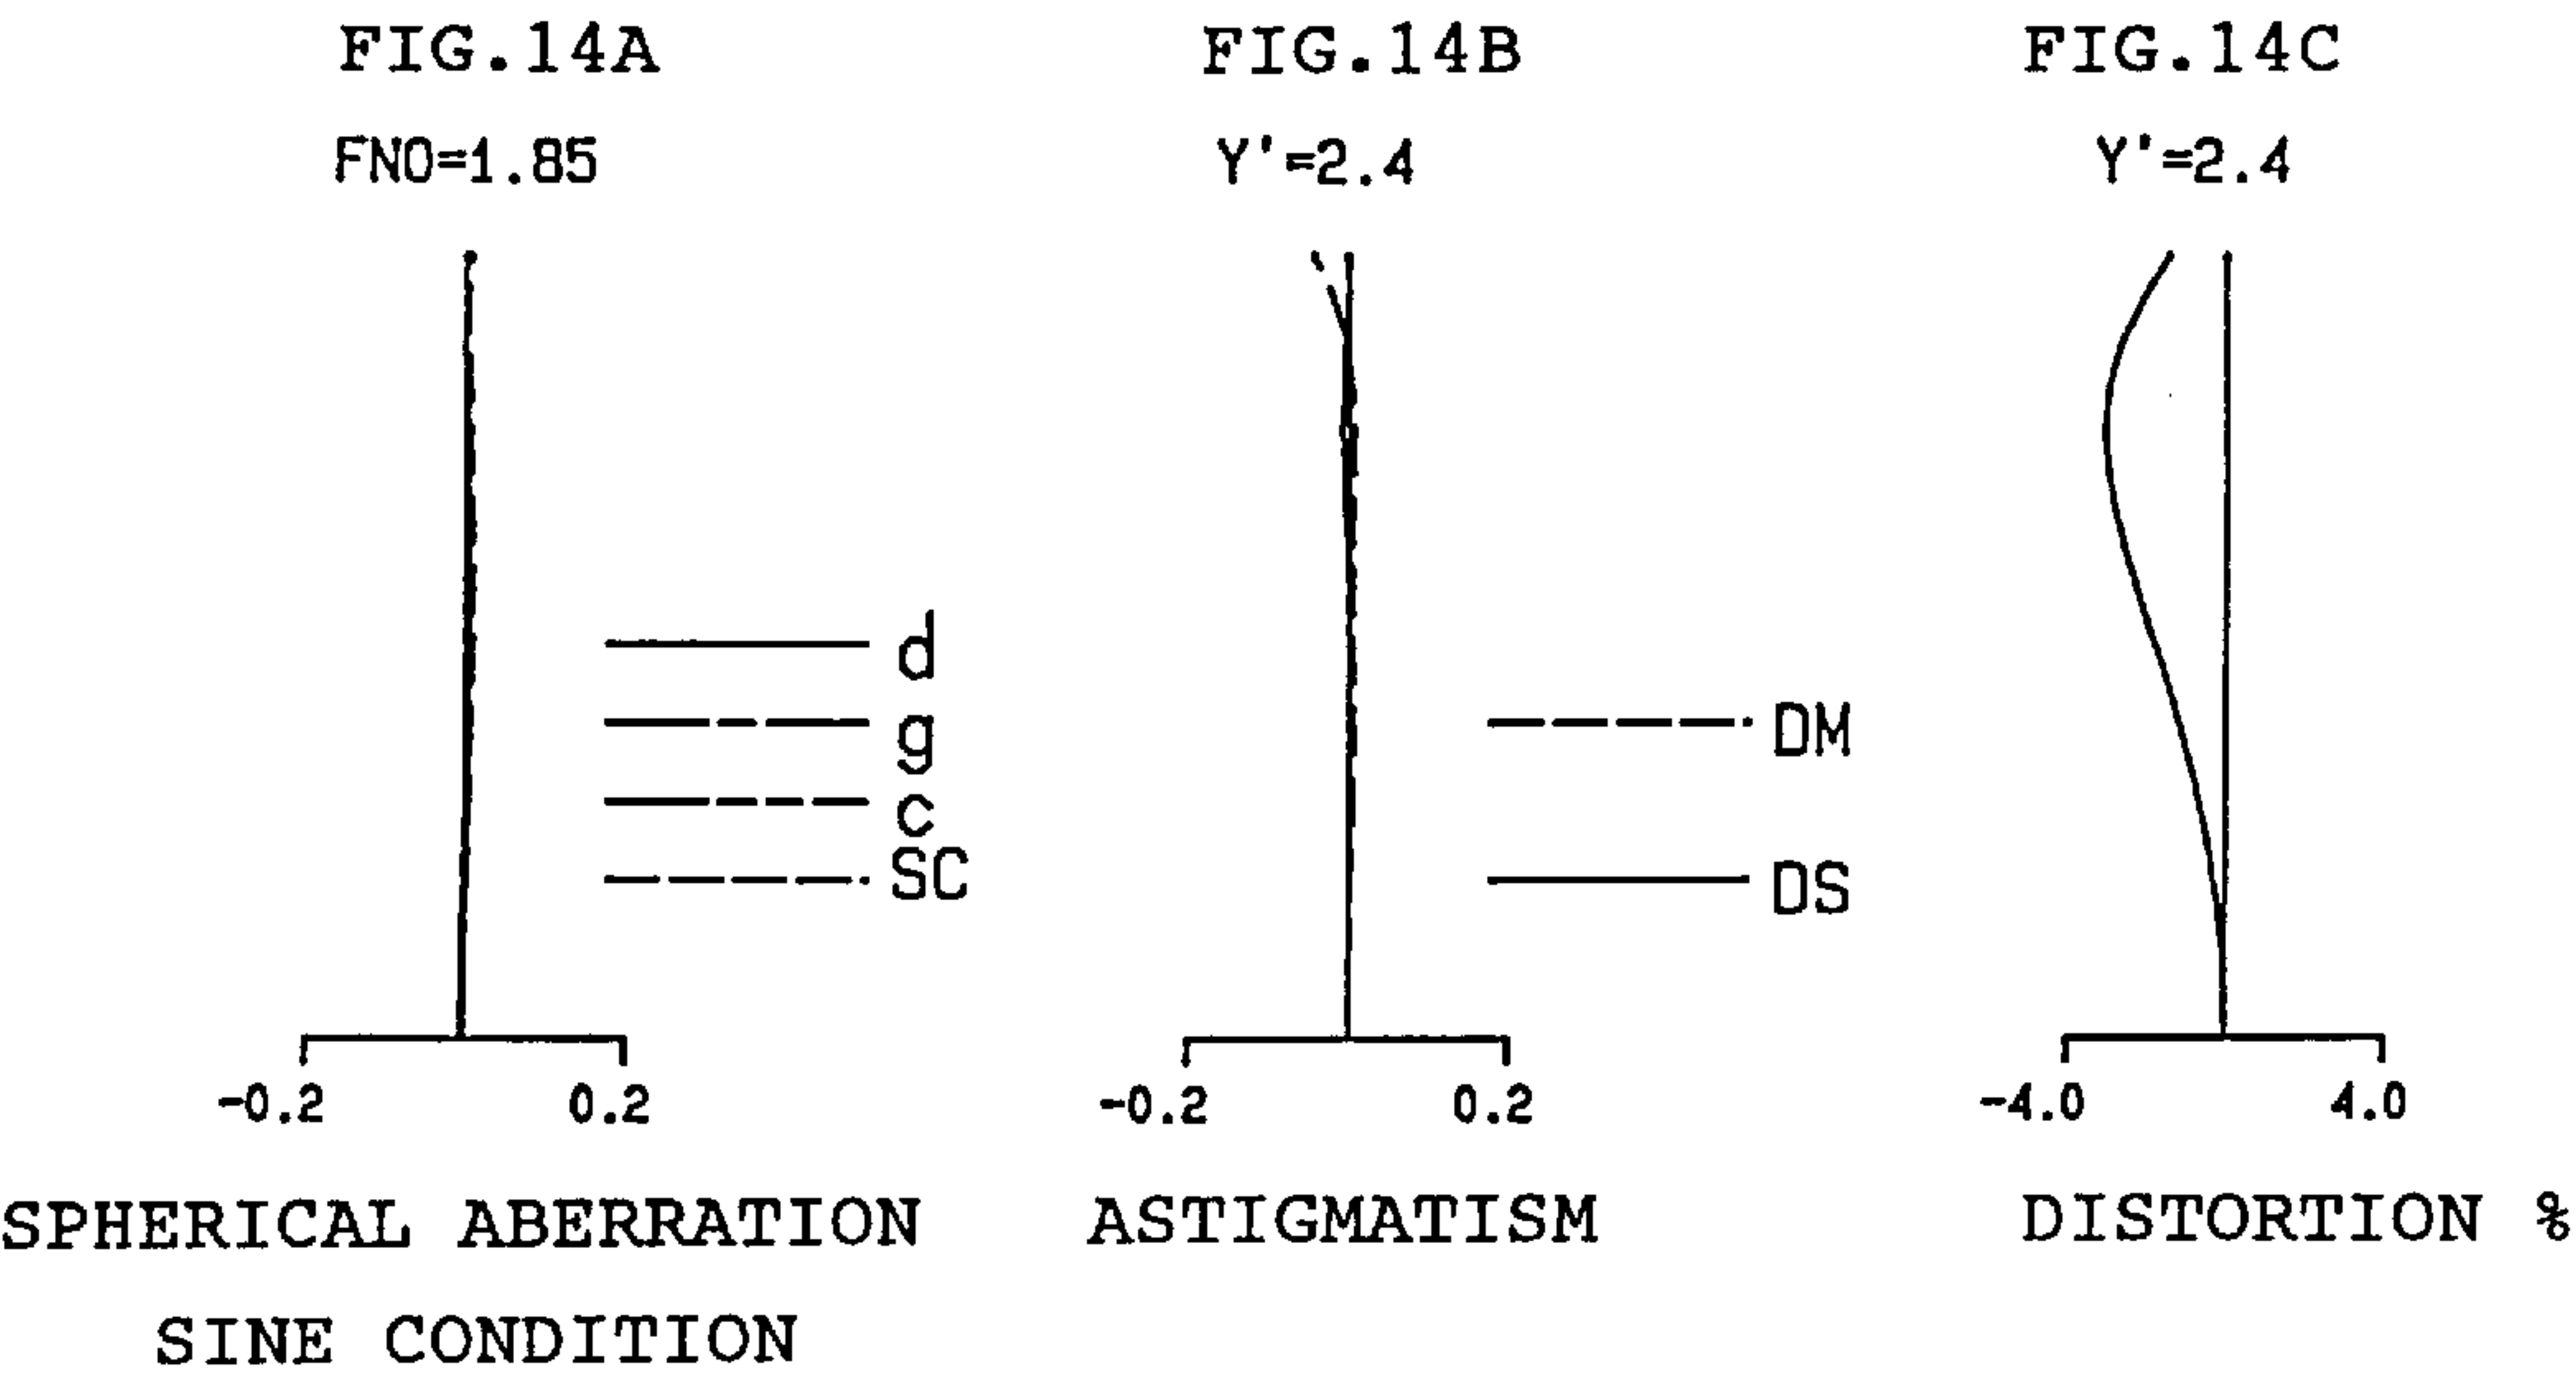 FIG.14A
FNO=1.85
d
g
c
SC
-0.2 0.2
SPHERICAL ABERRATION
SINE CONDITION
FIG.14B
Y'=2.4
DM
DS
-0.2 0.2
ASTIGMATISM
FIG.14C
Y'=2.4
-4.0 4.0
DISTORTION %